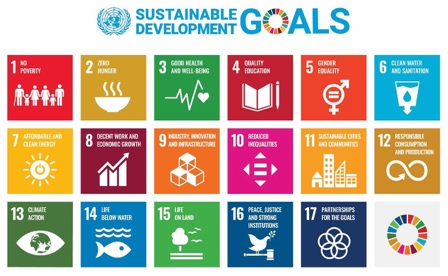 SUSTAINABLE
DEVELOPMENT
GOALS
1 NO
POVERTY
2 ZERO
HUNGER
3 GOOD HEALTH
AND WELL-BEING
4 QUALITY
EDUCATION
5 GENDER
EQUALITY
6 CLEAN WATER
AND SANITATION
7 AFFORDABLE AND
CLEAN ENERGY
8 DECENT WORK AND
ECONOMIC GROWTH
9 INDUSTRY, INNOVATION
AND INFRASTRUCTURE
10 REDUCED
INEQUALITIES
11 SUSTAINABLE CITIES
AND COMMUNITIES
12 RESPONSIBLE
CONSUMPTION
AND PRODUCTION
13 CLIMATE
ACTION
14 LIFE
BELOW WATER
15 LIFE
ON LAND
16 PEACE, JUSTICE
AND STRONG
INSTITUTIONS
17 PARTNERSHIPS
FOR THE GOALS